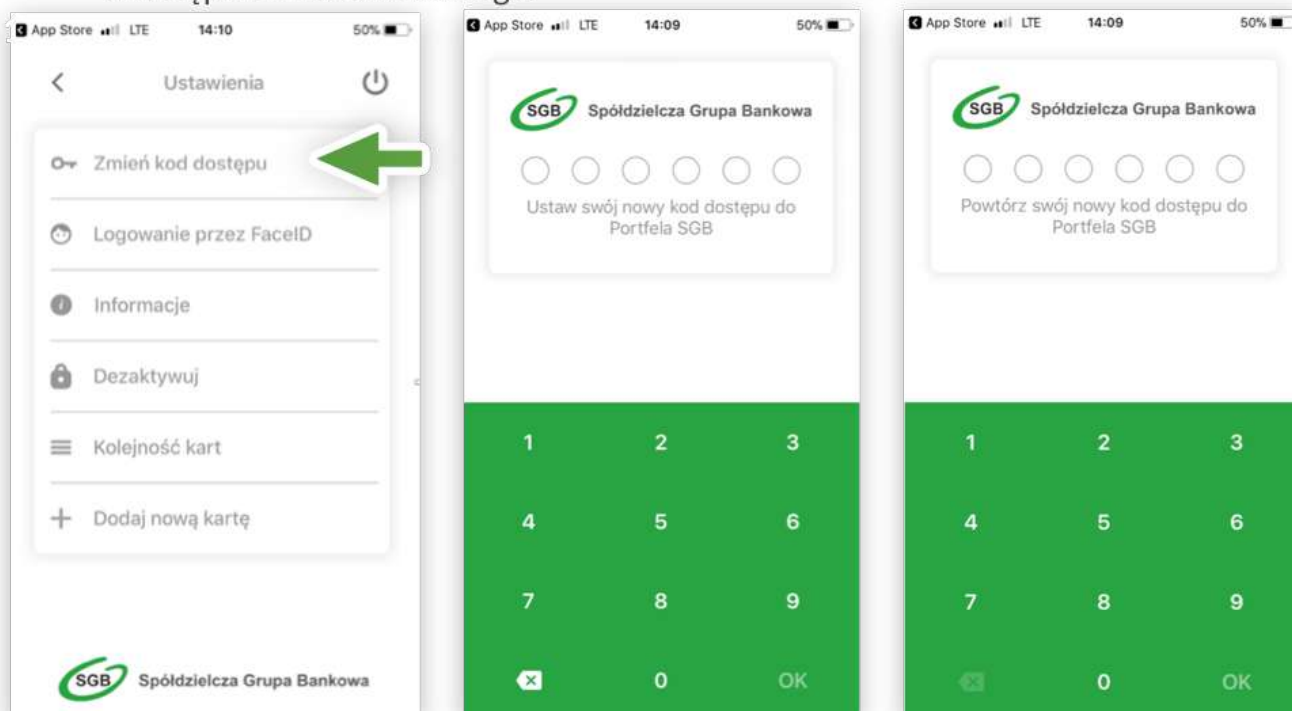 App Store LTE 14:10 50%
Ustawienia
Zmień kod dostępu
Logowanie przez FaceID
Informacje
Dezaktywuj
Kolejność kart
Dodaj nową kartę
SGB Spółdzielcza Grupa Bankowa
App Store LTE 14:09 50%
SGB Spółdzielcza Grupa Bankowa
Ustaw swój nowy kod dostępu do
Portfela SGB
1 2 3
4 5 6
7 8 9
0 OK
App Store LTE 14:09 50%
SGB Spółdzielcza Grupa Bankowa
Powtórz swój nowy kod dostępu do
Portfela SGB
1 2 3
4 5 6
7 8 9
0 OK